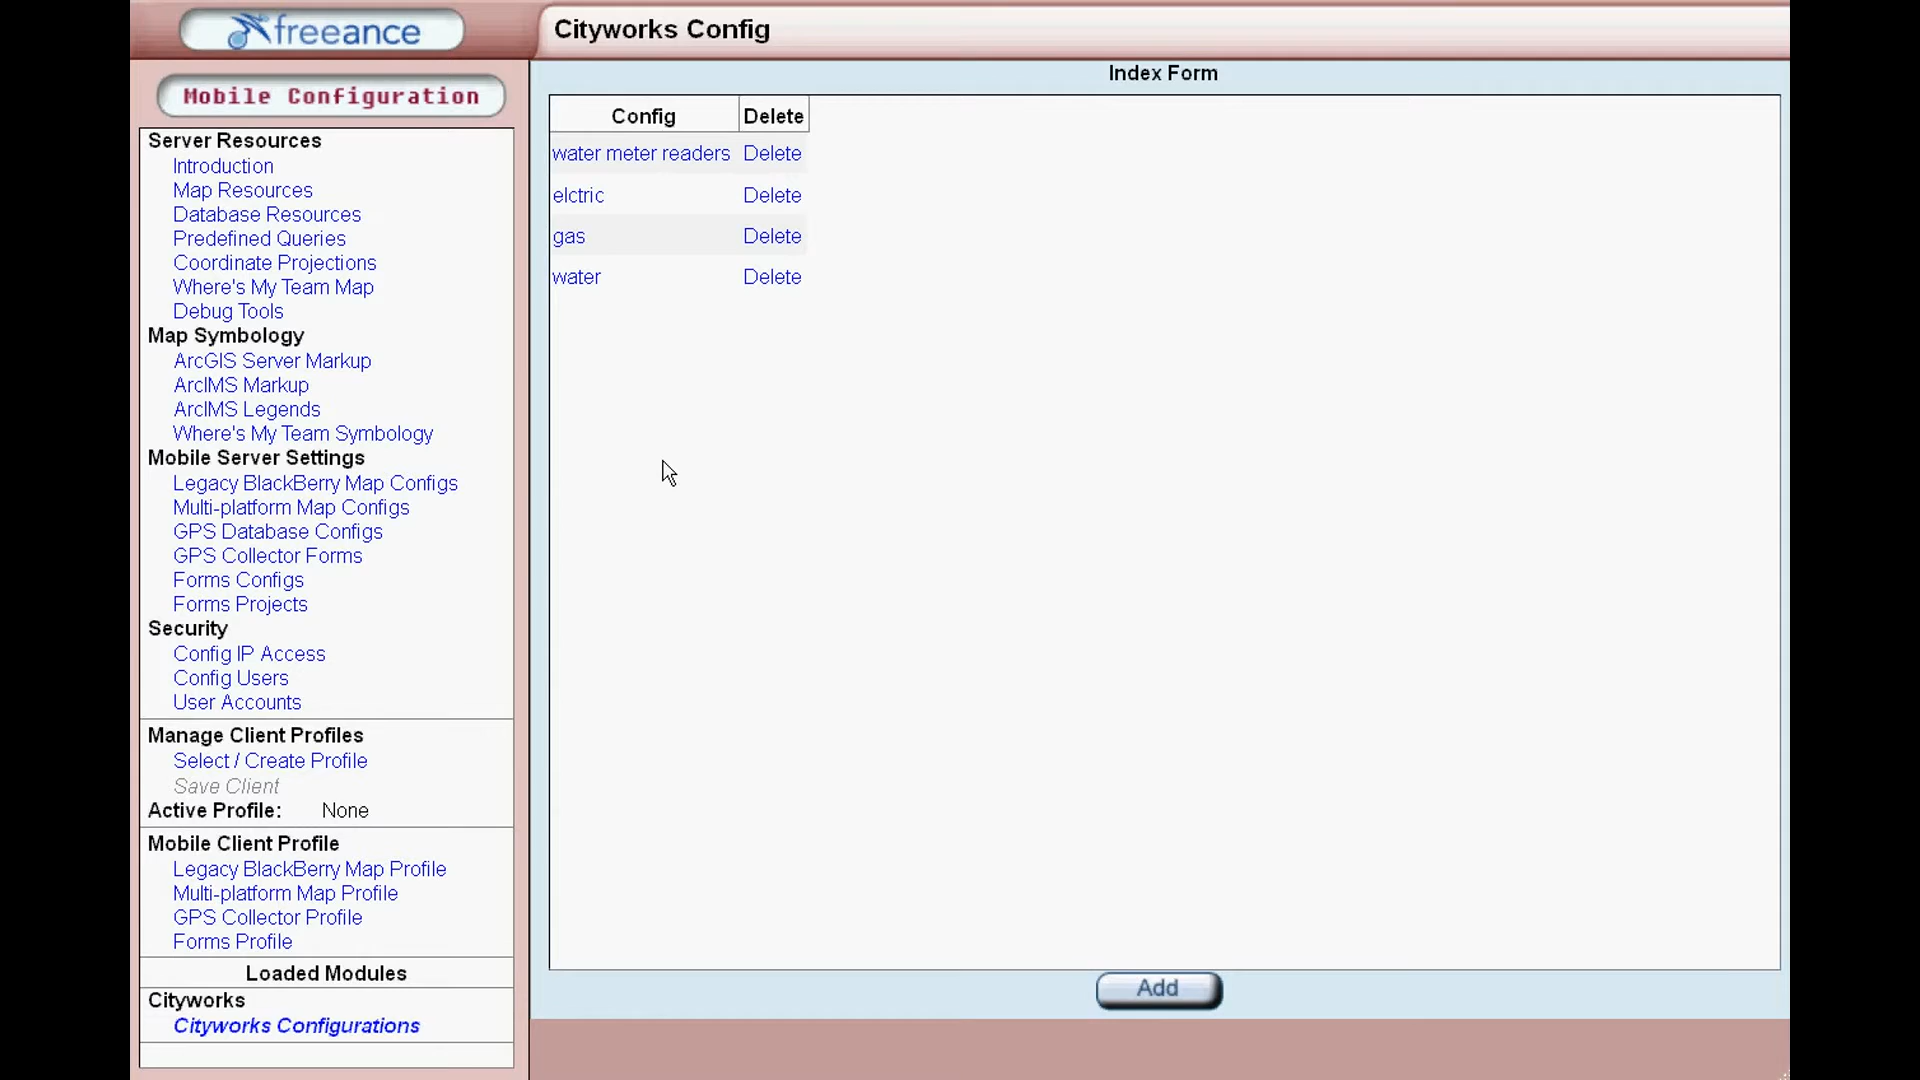 freeance
Cityworks Config
Mobile Configuration
Server Resources
Introduction
Map Resources
Database Resources
Predefined Queries
Coordinate Projections
Where's My Team Map
Debug Tools
Map Symbology
ArcGIS Server Markup
ArcIMS Markup
ArcIMS Legends
Where's My Team Symbology
Mobile Server Settings
Legacy BlackBerry Map Configs
Multi-platform Map Configs
GPS Database Configs
GPS Collector Forms
Forms Configs
Forms Projects
Security
Config IP Access
Config Users
User Accounts
Manage Client Profiles
Select / Create Profile
Save Client
Active Profile: None
Mobile Client Profile
Legacy BlackBerry Map Profile
Multi-platform Map Profile
GPS Collector Profile
Forms Profile
Loaded Modules
Cityworks
Cityworks Configurations
Index Form
Config Delete
water meter readers Delete
elctric Delete
gas Delete
water Delete
Add